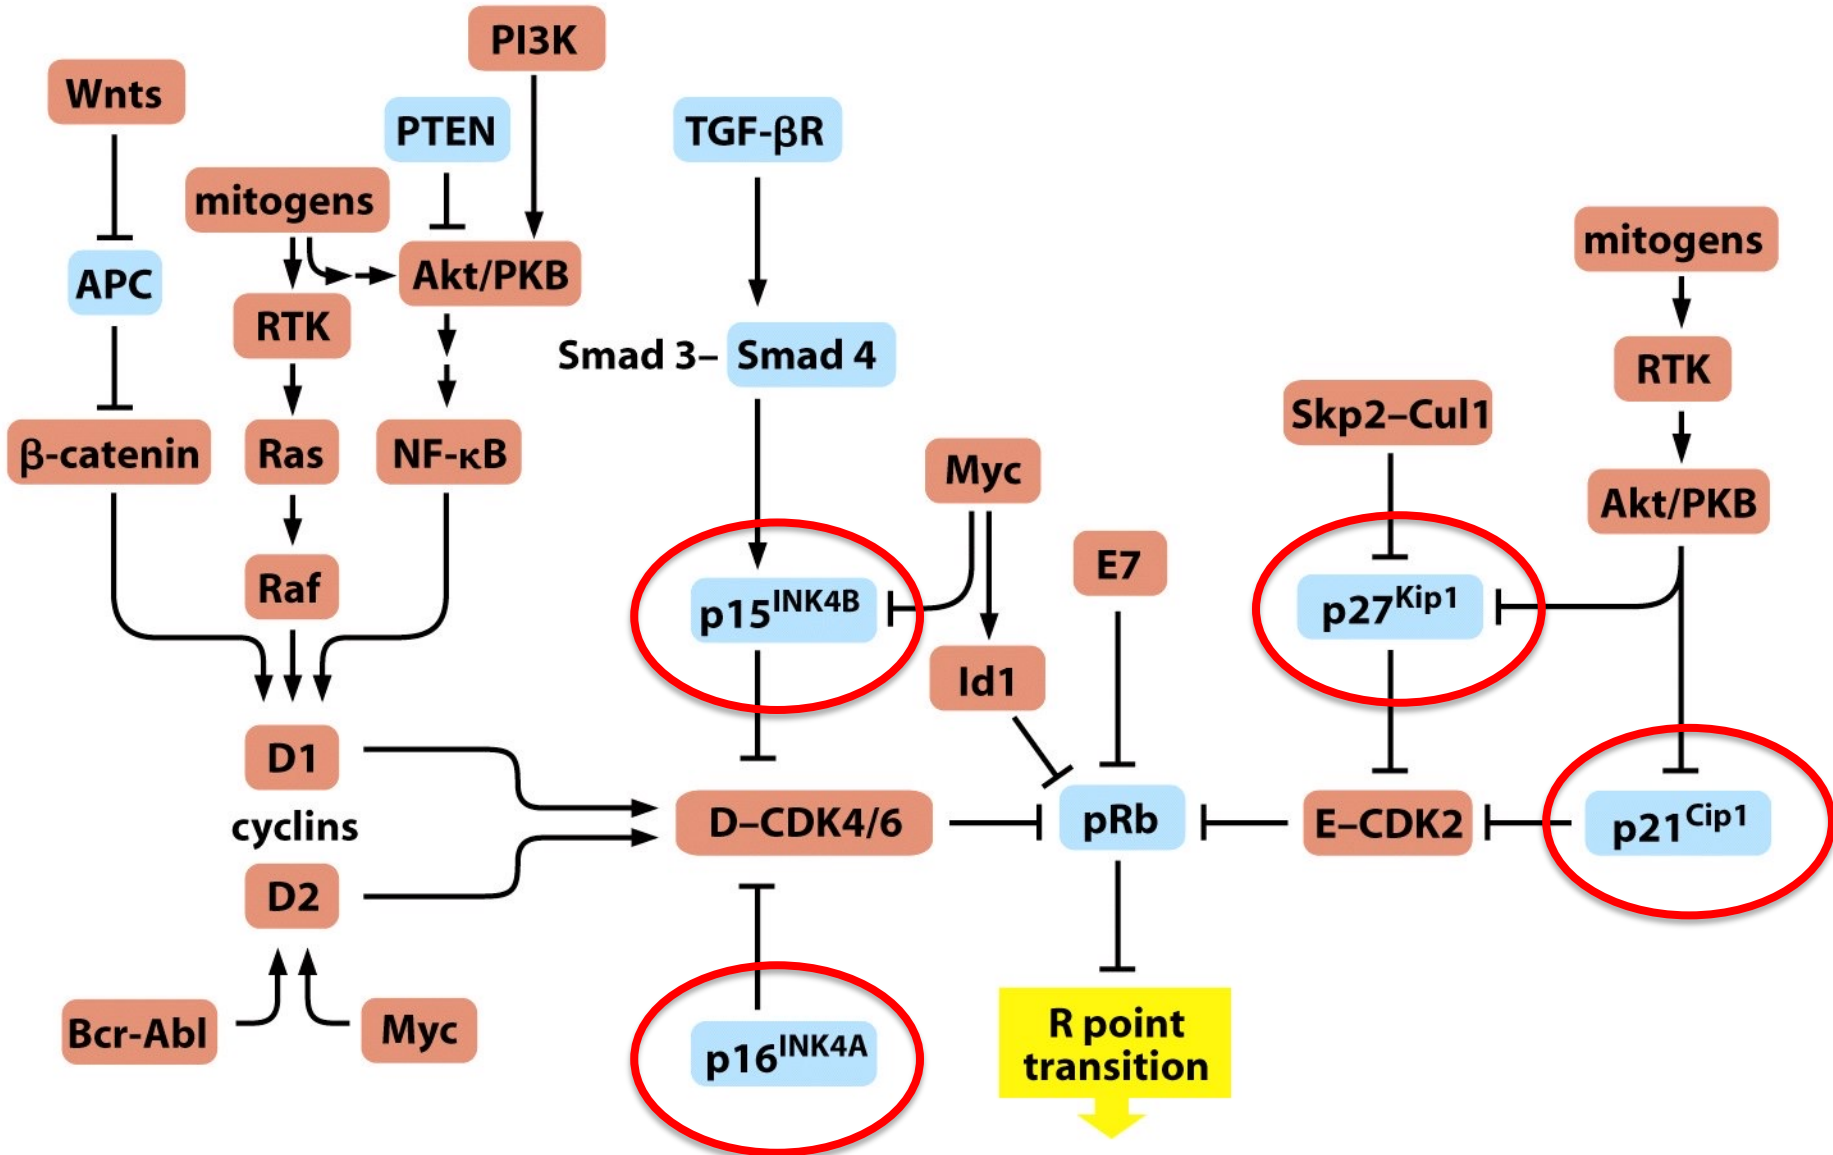 PI3K
Wnts
PTEN
TGF-βR
mitogens
mitogens
APC
Akt/PKB
RTK
Smad 3– Smad 4
RTK
Skp2–Cul1
β-catenin
Ras
NF-κB
Myc
Akt/PKB
E7
Raf
p15INK4B
p27Kip1
Id1
D1
cyclins
D–CDK4/6
pRb
E–CDK2
p21Cip1
D2
Bcr-Abl
Myc
p16INK4A
R point
transition